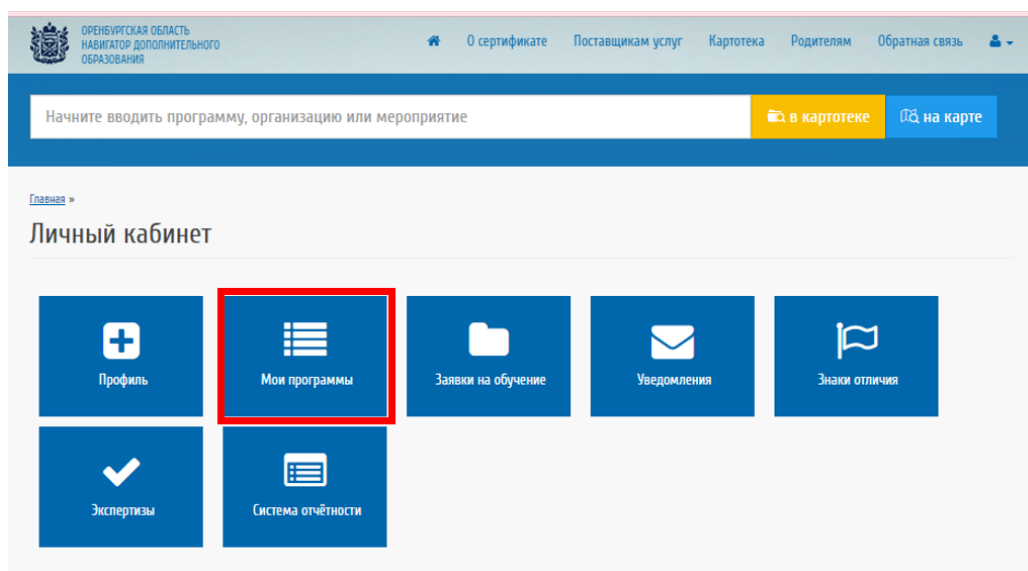 ОРЕНБУРГСКАЯ ОБЛАСТЬ
НАВИГАТОР ДОПОЛНИТЕЛЬНОГО
ОБРАЗОВАНИЯ
О сертификате Поставщикам услуг Картотека Родителям Обратная связь
Начните вводить программу, организацию или мероприятие
в картотеке
на карте
Главная »
Личный кабинет
Профиль
Мои программы
Заявки на обучение
Уведомления
Знаки отличия
Экспертизы
Система отчётности